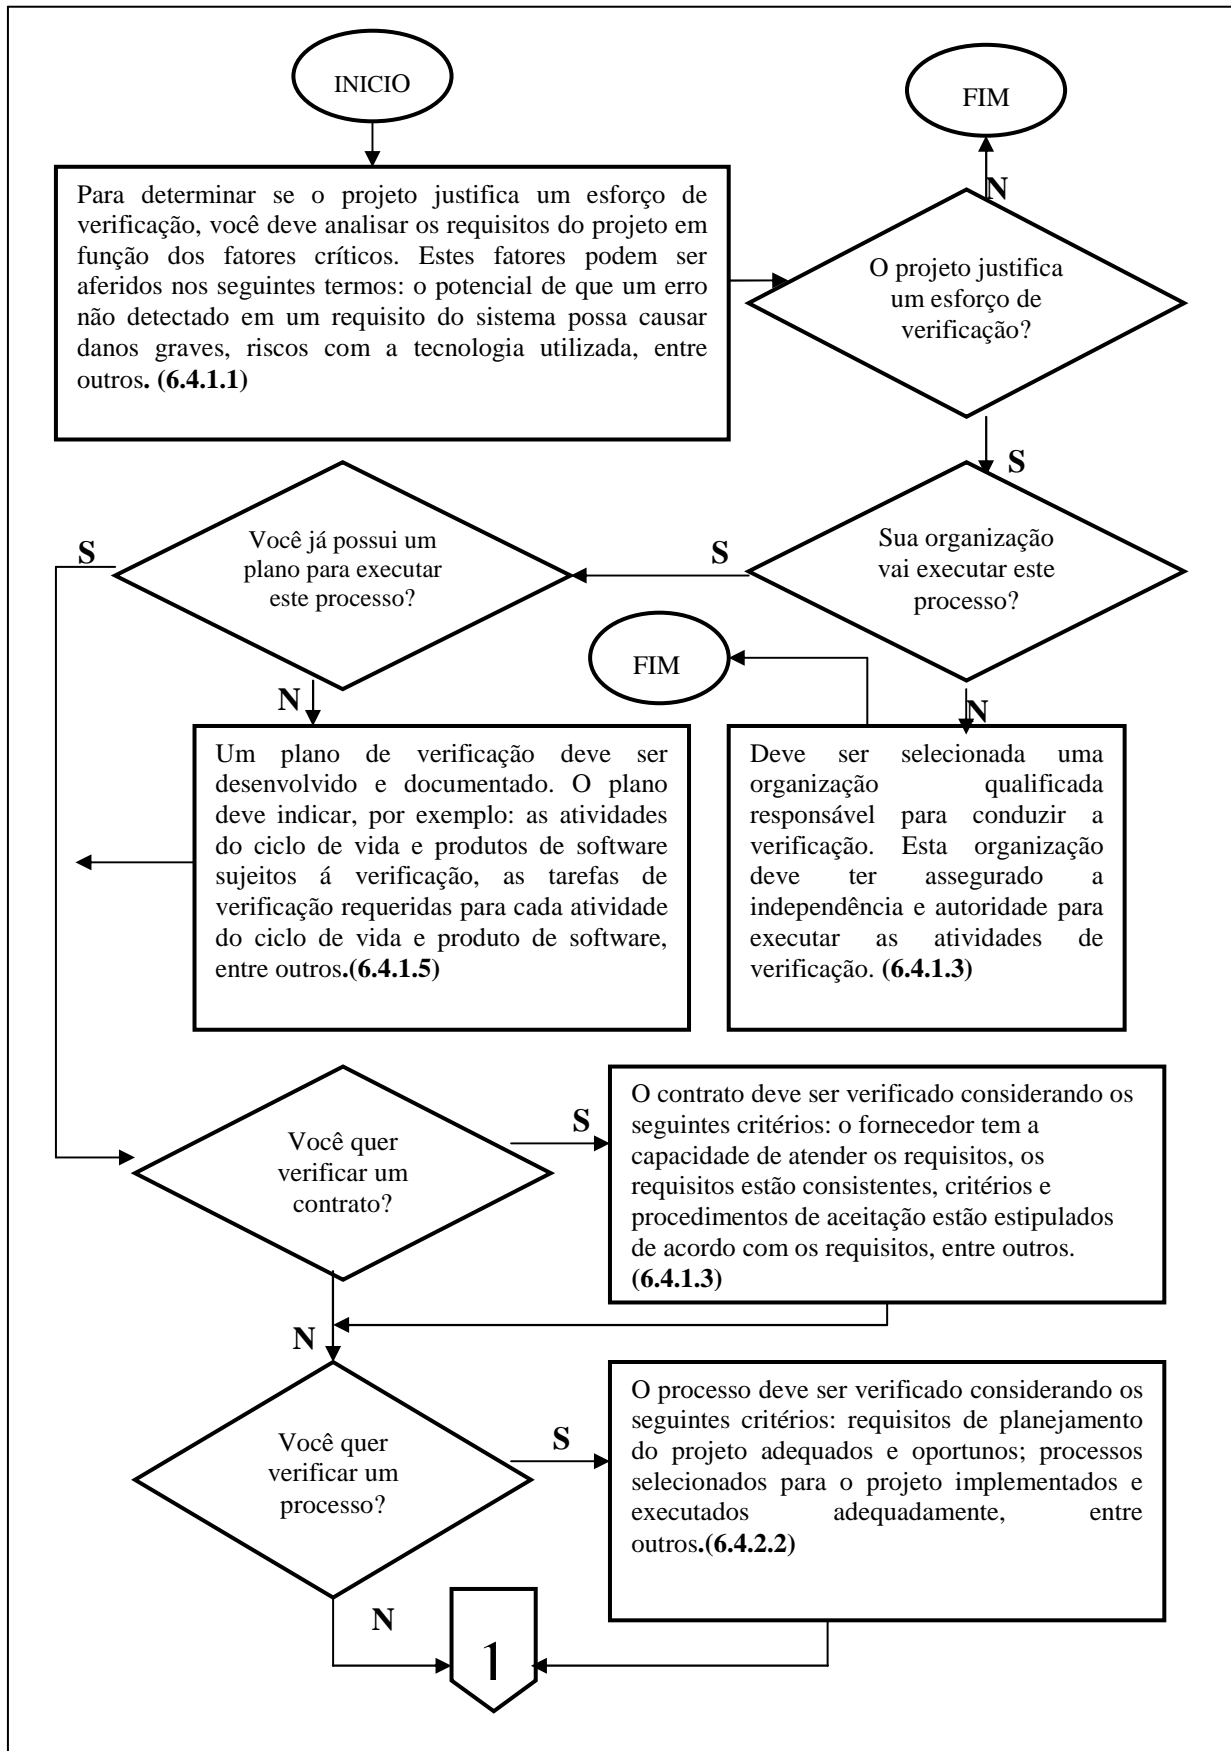 INICIO
FIM
Para determinar se o projeto justifica um esforço de
verificação, você deve analisar os requisitos do projeto em
função dos fatores críticos. Estes fatores podem ser
aferidos nos seguintes termos: o potencial de que um erro
não detectado em um requisito do sistema possa causar
danos graves, riscos com a tecnologia utilizada, entre
outros. (6.4.1.1)
N
O projeto justifica
um esforço de
verificação?
S
Sua organização
vai executar este
processo?
S
Você já possui um
plano para executar
este processo?
S
FIM
N
N
Um plano de verificação deve ser
desenvolvido e documentado. O plano
deve indicar, por exemplo: as atividades
do ciclo de vida e produtos de software
sujeitos á verificação, as tarefas de
verificação requeridas para cada atividade
do ciclo de vida e produto de software,
entre outros.(6.4.1.5)
Deve ser selecionada uma
organização qualificada
responsável para conduzir a
verificação. Esta organização
deve ter assegurado a
independência e autoridade para
executar as atividades de
verificação. (6.4.1.3)
Você quer
verificar um
contrato?
S
O contrato deve ser verificado considerando os
seguintes critérios: o fornecedor tem a
capacidade de atender os requisitos, os
requisitos estão consistentes, critérios e
procedimentos de aceitação estão estipulados
de acordo com os requisitos, entre outros.
(6.4.1.3)
N
Você quer
verificar um
processo?
S
O processo deve ser verificado considerando os
seguintes critérios: requisitos de planejamento
do projeto adequados e oportunos; processos
selecionados para o projeto implementados e
executados adequadamente, entre
outros.(6.4.2.2)
N
1